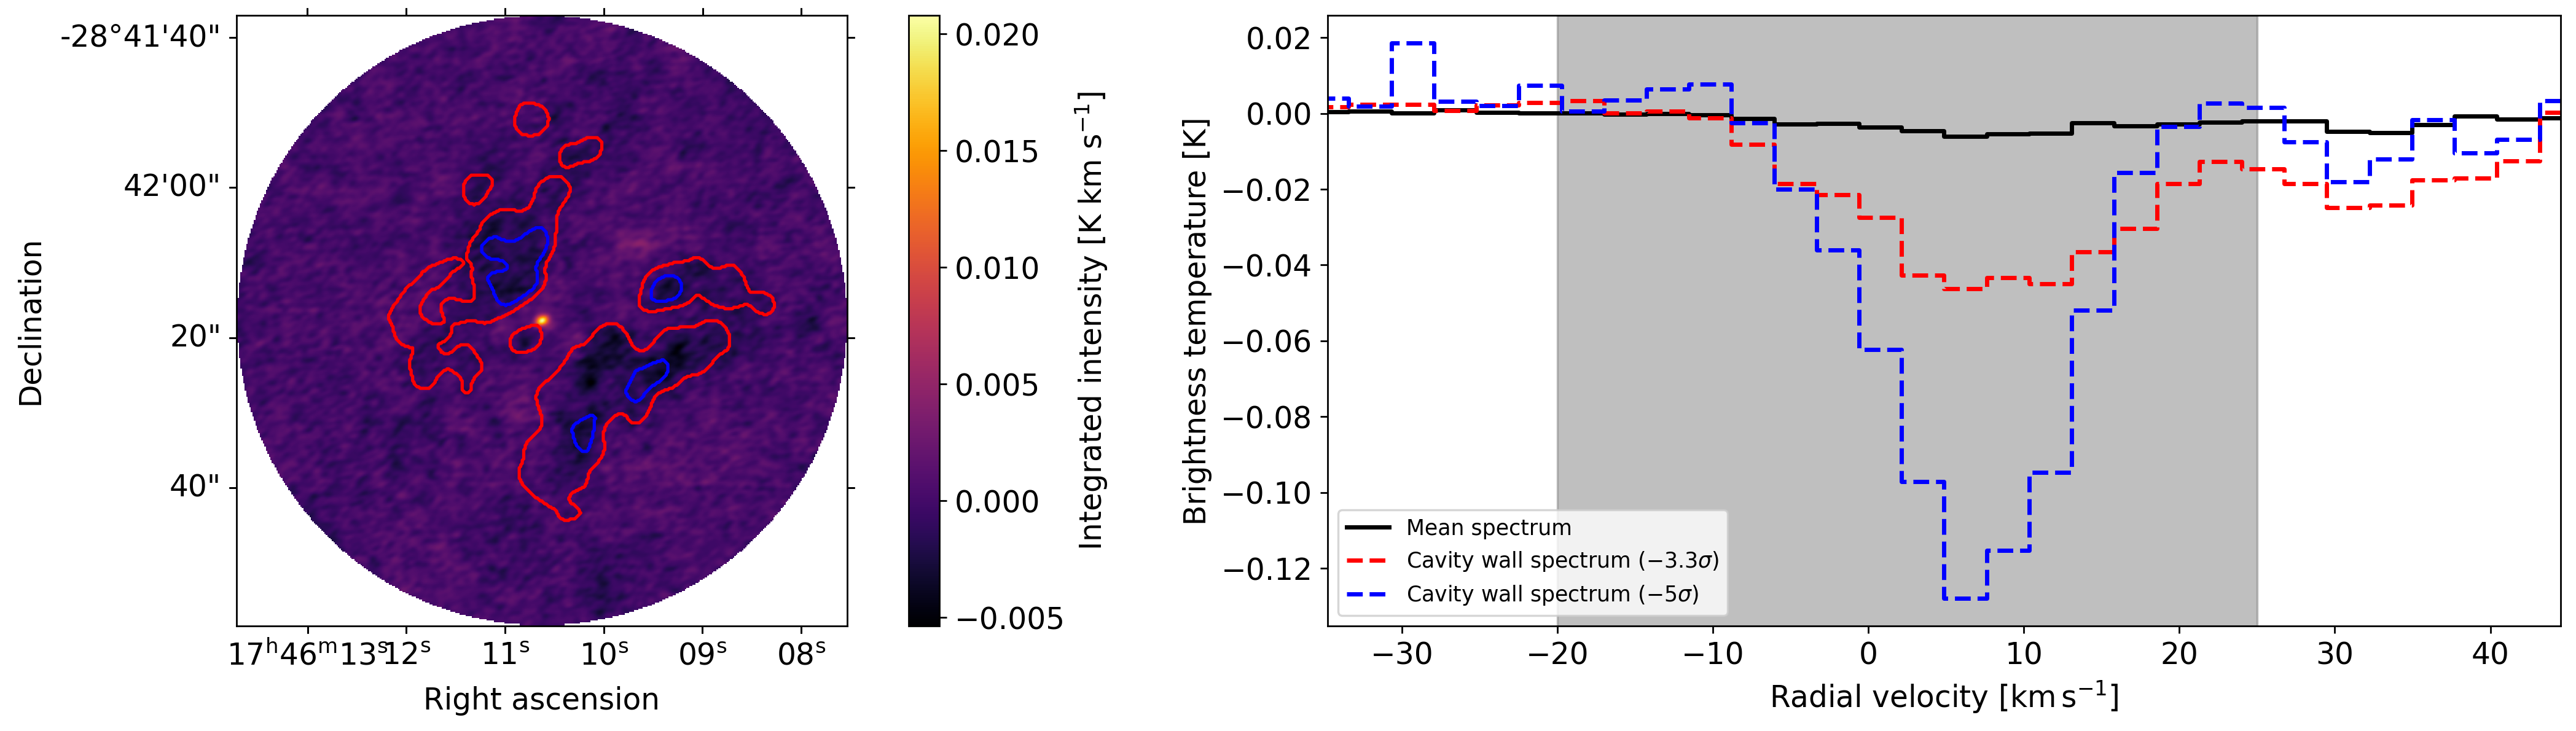 -28°41'40"
42'00"
20"
40"
Declination
17ʰ46ᵐ13ˢ 12ˢ 11ˢ 10ˢ 09ˢ 08ˢ
Right ascension
0.020
0.015
0.010
0.005
0.000
−0.005
Integrated intensity [K km s⁻¹]
0.02
0.00
−0.02
−0.04
−0.06
−0.08
−0.10
−0.12
Brightness temperature [K]
Mean spectrum
Cavity wall spectrum (−3.3σ)
Cavity wall spectrum (−5σ)
−30 −20 −10 0 10 20 30 40
Radial velocity [km s⁻¹]